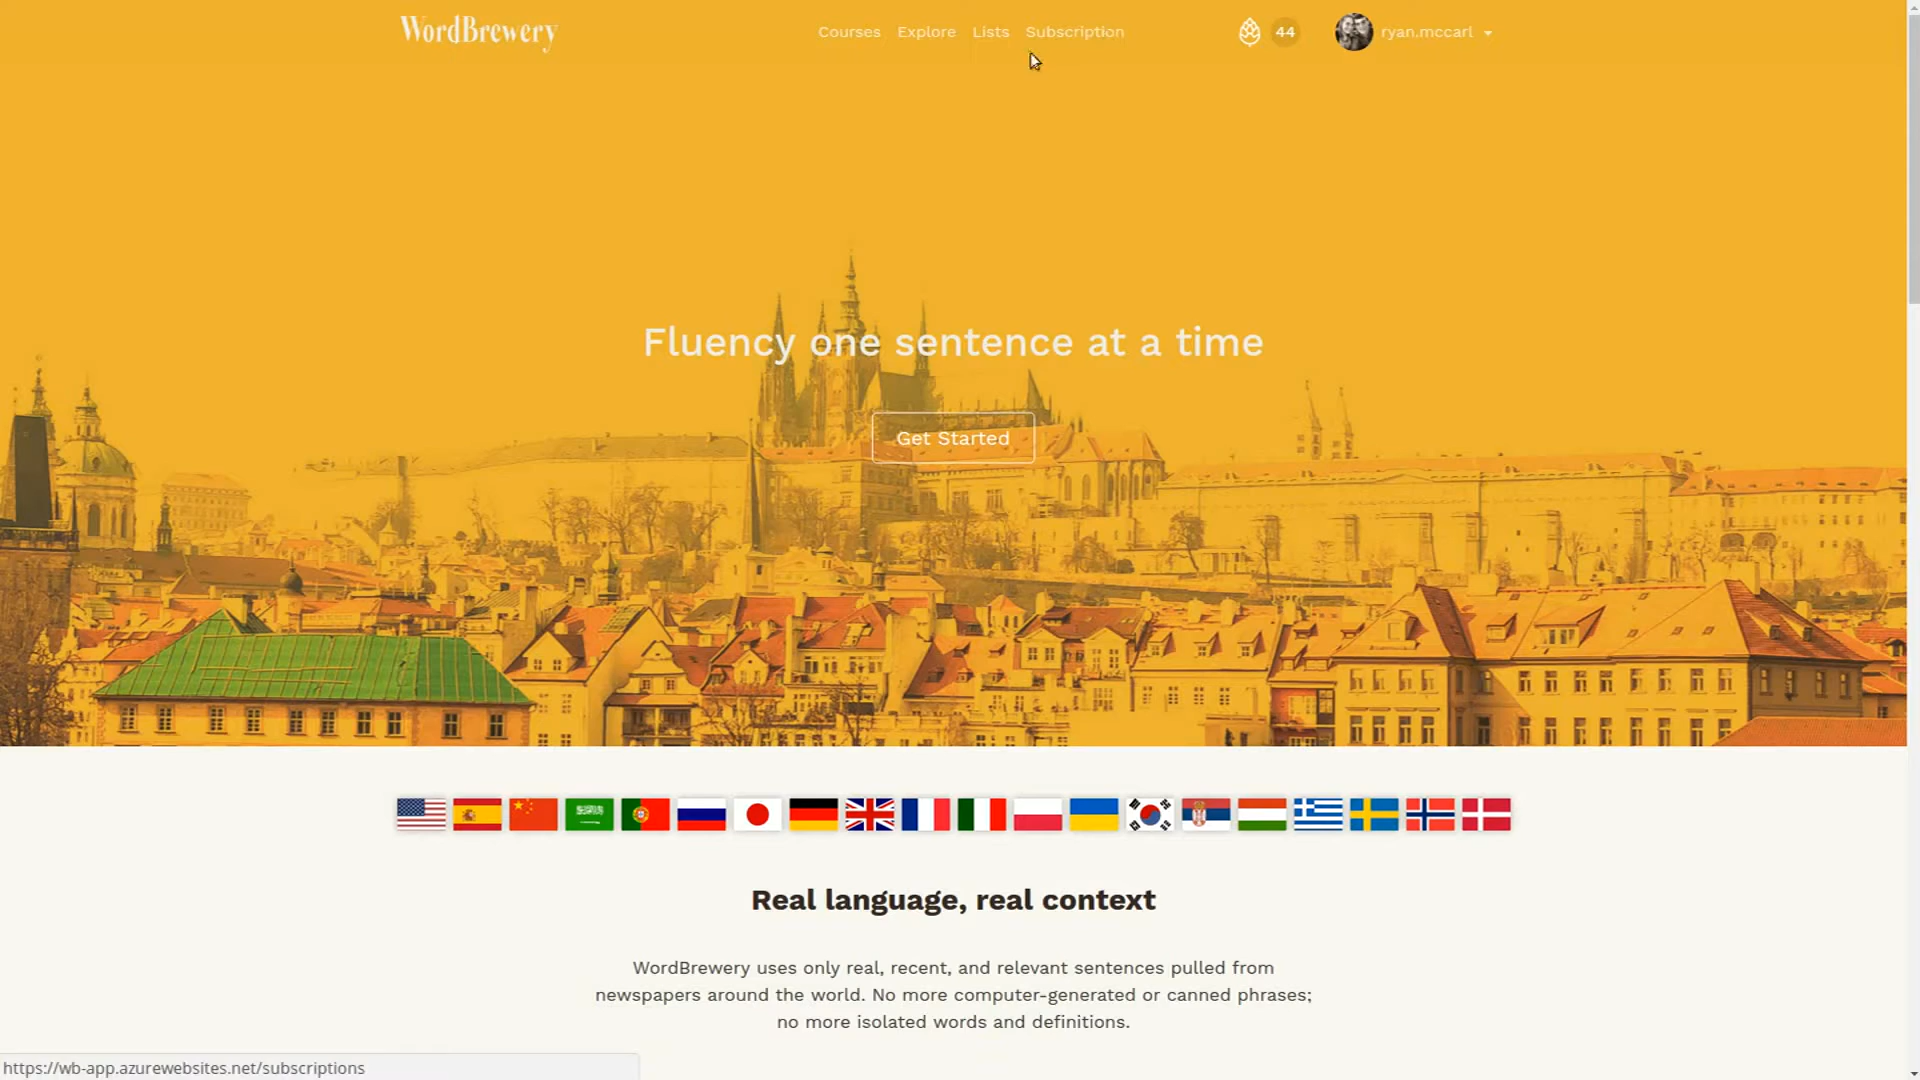 WordBrewery
Courses Explore Lists Subscription
44
ryan.mccarl
Fluency one sentence at a time
Get Started
Real language, real context
WordBrewery uses only real, recent, and relevant sentences pulled from
newspapers around the world. No more computer-generated or canned phrases;
no more isolated words and definitions.
https://wb-app.azurewebsites.net/subscriptions